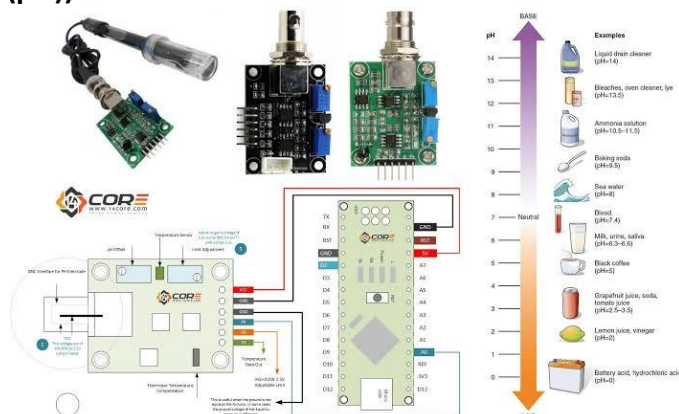 BASE
pH
Examples
14
13
12
11
10
9
8
7
6
5
4
3
2
1
0
Neutral
Liquid drain cleaner
(pH=14)
Bleaches, oven cleaner, lye
(pH=13.5)
Ammonia solution
(pH=10.5–11.5)
Baking soda
(pH=9.5)
Sea water
(pH=8)
Blood
(pH=7.4)
Milk, urine, saliva
(pH=6.3–6.6)
Black coffee
(pH=5)
Grapefruit juice, soda,
tomato juice
(pH=2.5–3.5)
Lemon juice, vinegar
(pH=2)
Battery acid, hydrochloric acid
(pH=0)
CORE
www.14core.com
Temperature Sensor
pH Offset
Limit Adjustment
BNC Interface for PH Electrode
CORE
VCC
GND
GND
Temperature
Data Out
Adjustable Limit
Thermistor Temperature
Compensation
TX
RX
RST
GND
D2
D3
D4
D5
D6
D7
D8
D9
D10
D11
D12
GND
RST
5V
A7
A6
A5
A4
A3
A2
A1
A0
REF
3V3
D13
CORE